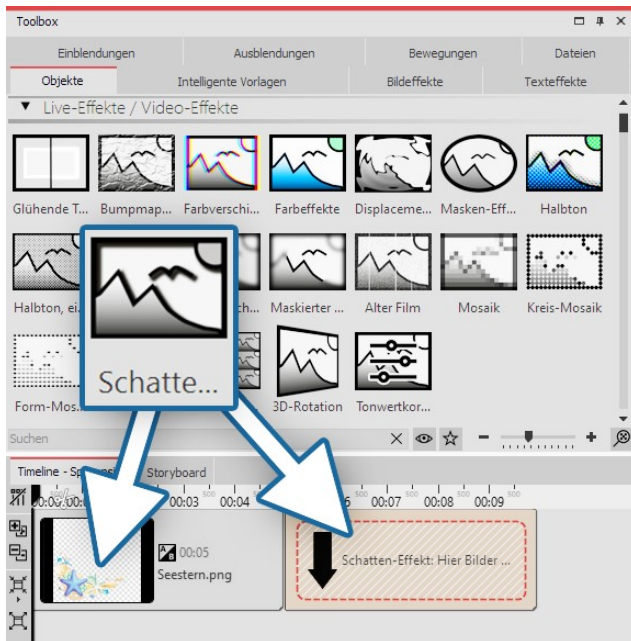 Toolbox
Einblendungen Ausblendungen Bewegungen Dateien
Objekte Intelligente Vorlagen Bildeffekte Texteffekte
Live-Effekte / Video-Effekte
Glühende T... Bumpmap... Farbverschi... Farbeffekte Displaceme... Masken-Eff... Halbton
Halbton, ei... Maskierter ... Alter Film Mosaik Kreis-Mosaik
Schatte...
Form-Mos... 3D-Rotation Tonwertkor...
Suchen
Timeline - Storyboard
00:03 00:04 00:07 00:08 00:09
00:05
Seestern.png
Schatten-Effekt: Hier Bilder ...